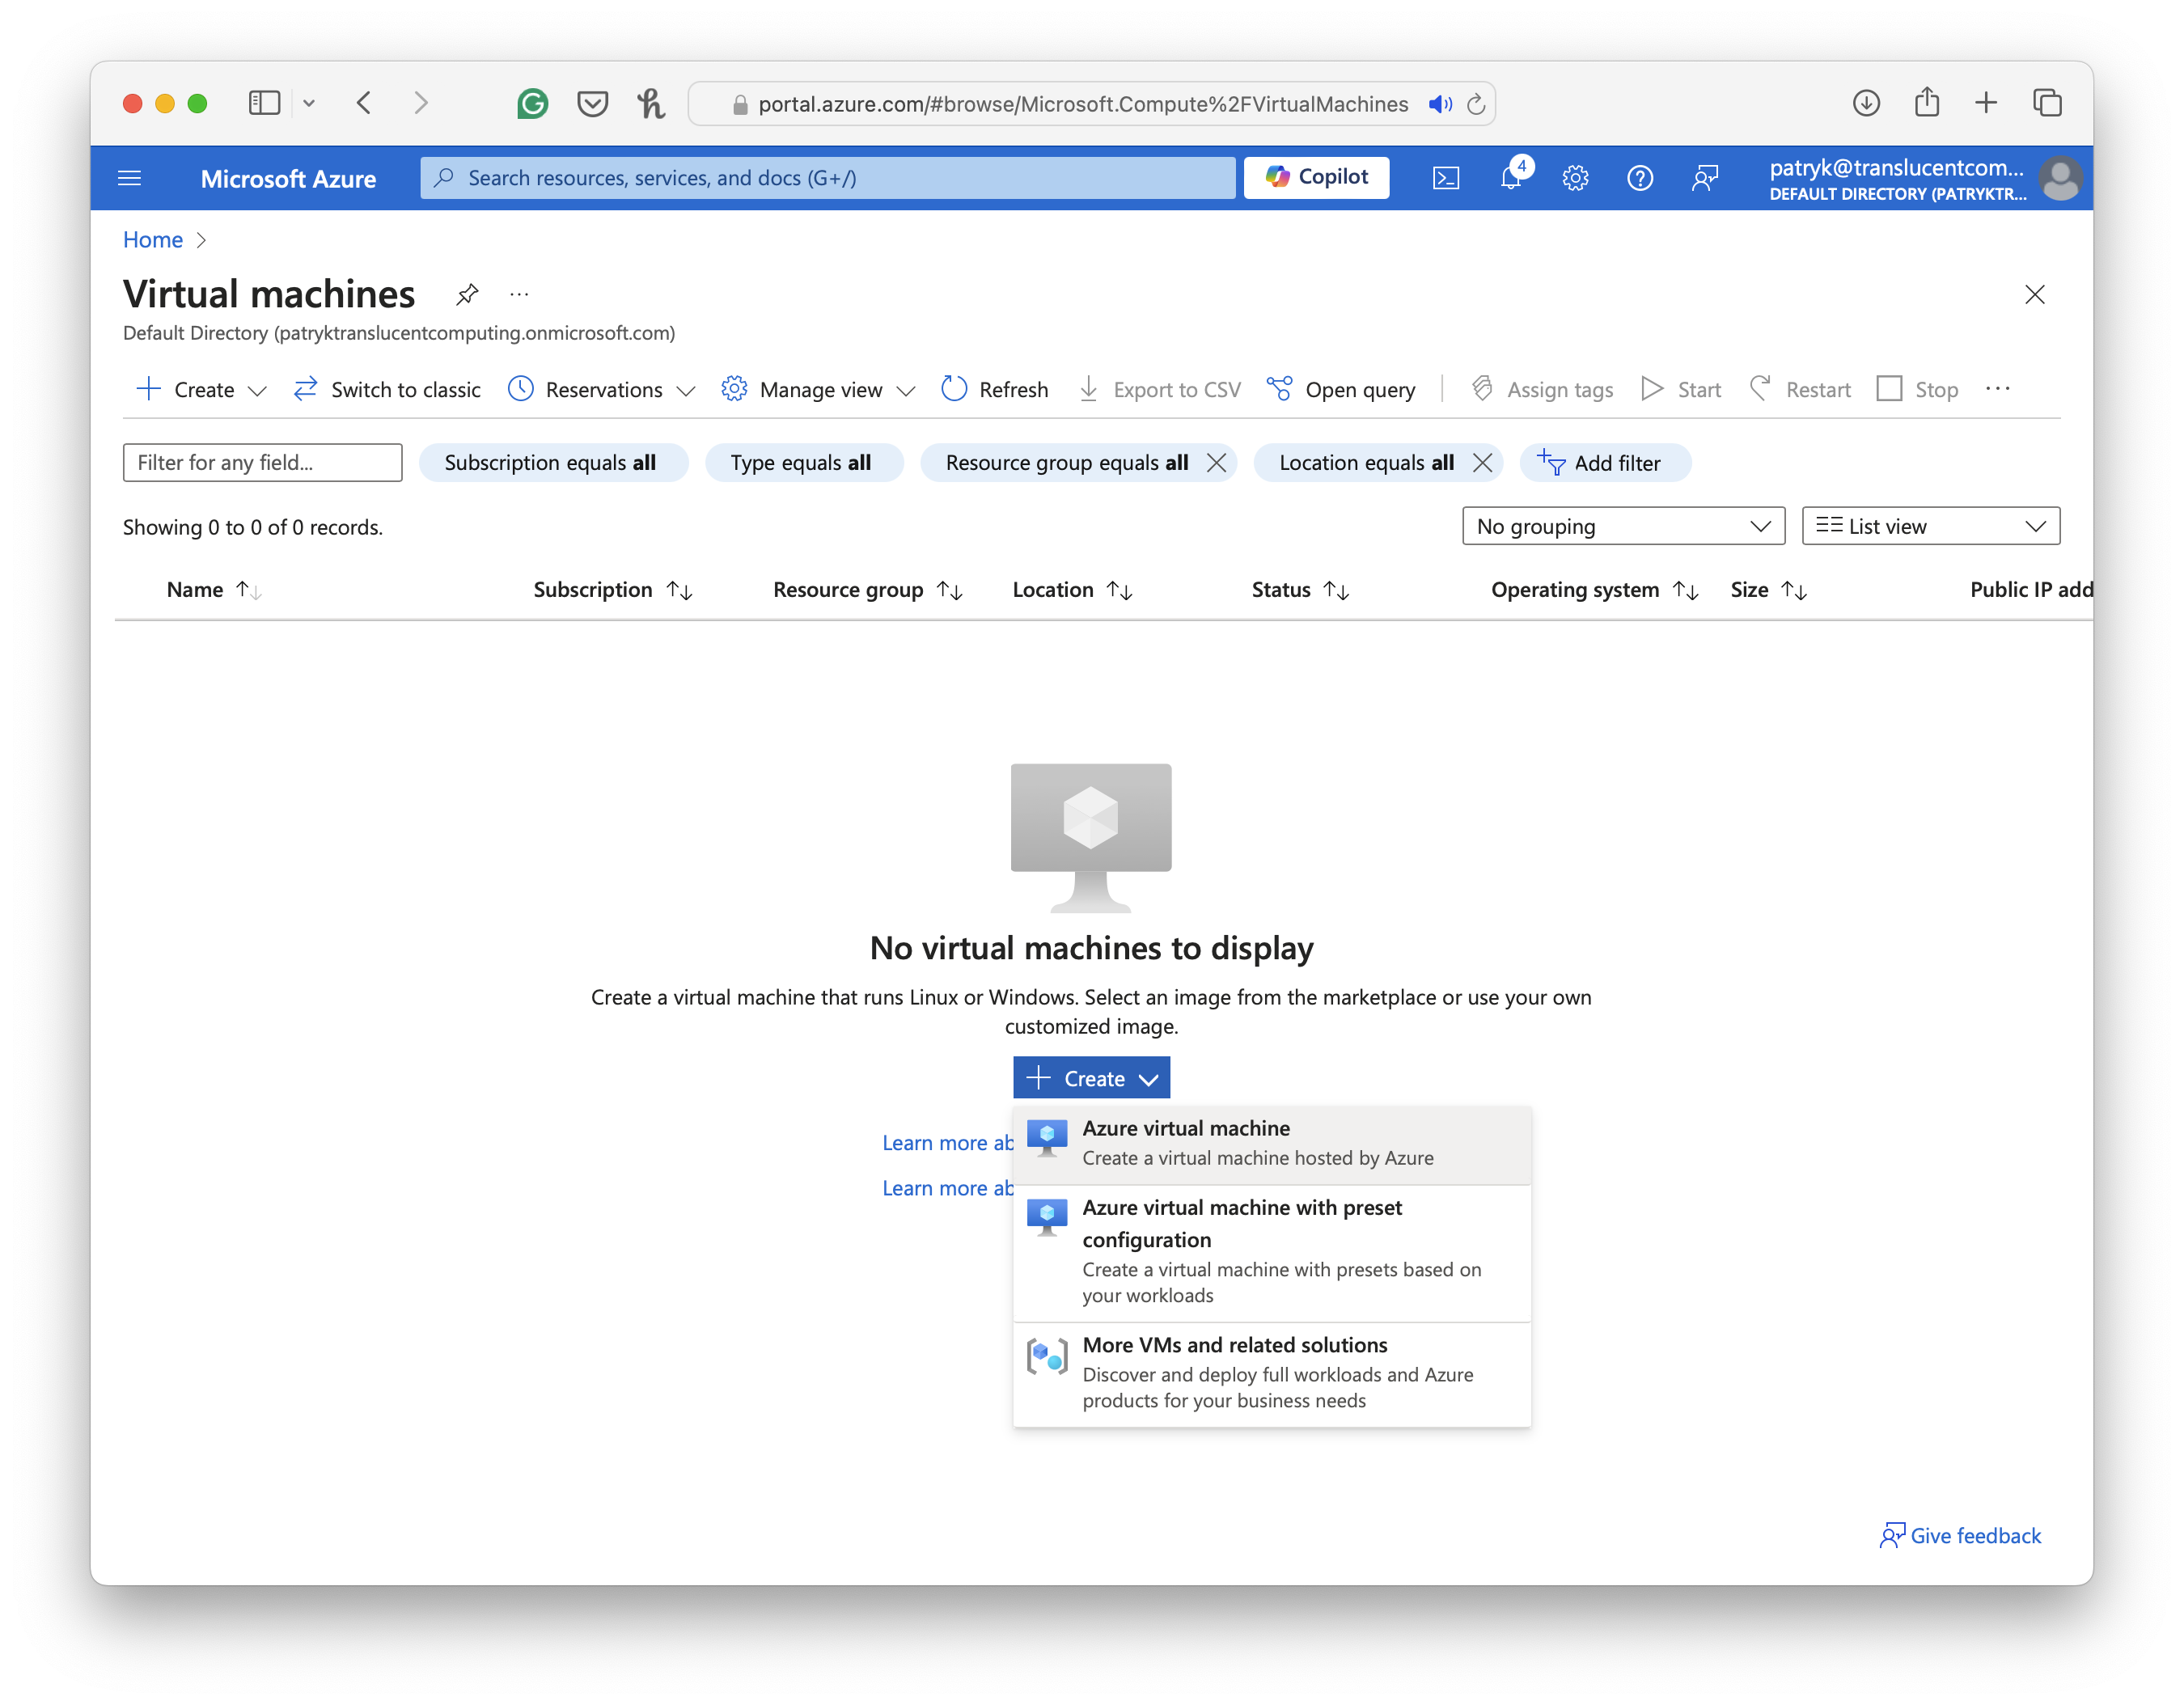 portal.azure.com/#browse/Microsoft.Compute%2FVirtualMachines
Microsoft Azure
Search resources, services, and docs (G+/)
Copilot
4
patryk@translucentcom...
DEFAULT DIRECTORY (PATRYKTR...
Home
Virtual machines
Default Directory (patryktranslucentcomputing.onmicrosoft.com)
Create Switch to classic Reservations Manage view Refresh Export to CSV Open query Assign tags Start Restart Stop ...
Filter for any field... Subscription equals all Type equals all Resource group equals all Location equals all Add filter
Showing 0 to 0 of 0 records. No grouping List view
Name Subscription Resource group Location Status Operating system Size Public IP add
No virtual machines to display
Create a virtual machine that runs Linux or Windows. Select an image from the marketplace or use your own
customized image.
Create
Learn more ab
Learn more ab
Azure virtual machine
Create a virtual machine hosted by Azure
Azure virtual machine with preset
configuration
Create a virtual machine with presets based on
your workloads
More VMs and related solutions
Discover and deploy full workloads and Azure
products for your business needs
Give feedback